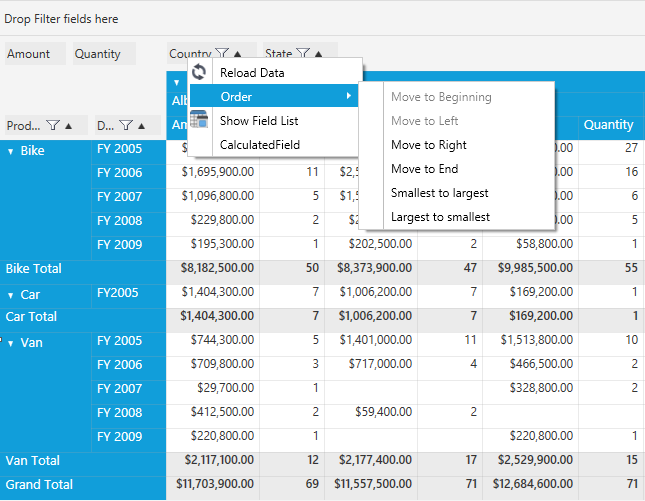 Drop Filter fields here
Amount Quantity Country State
Reload Data
Order
Show Field List
CalculatedField
Move to Beginning
Move to Left
Move to Right
Move to End
Smallest to largest
Largest to smallest
Alb
Prod... D... Am Quantity
Bike FY 2005 $ .00 27
FY 2006 $1,695,900.00 11 $2,5 .00 16
FY 2007 $1,096,800.00 5 $1,5 .00 6
FY 2008 $229,800.00 2 $2 .00 5
FY 2009 $195,300.00 1 $202,500.00 2 $58,800.00 1
Bike Total $8,182,500.00 50 $8,373,900.00 47 $9,985,500.00 55
Car FY2005 $1,404,300.00 7 $1,006,200.00 7 $169,200.00 1
Car Total $1,404,300.00 7 $1,006,200.00 7 $169,200.00 1
Van FY 2005 $744,300.00 5 $1,401,000.00 11 $1,513,800.00 10
FY 2006 $709,800.00 3 $717,000.00 4 $466,500.00 2
FY 2007 $29,700.00 1 $328,800.00 2
FY 2008 $412,500.00 2 $59,400.00 2
FY 2009 $220,800.00 1 $220,800.00 1
Van Total $2,117,100.00 12 $2,177,400.00 17 $2,529,900.00 15
Grand Total $11,703,900.00 69 $11,557,500.00 71 $12,684,600.00 71